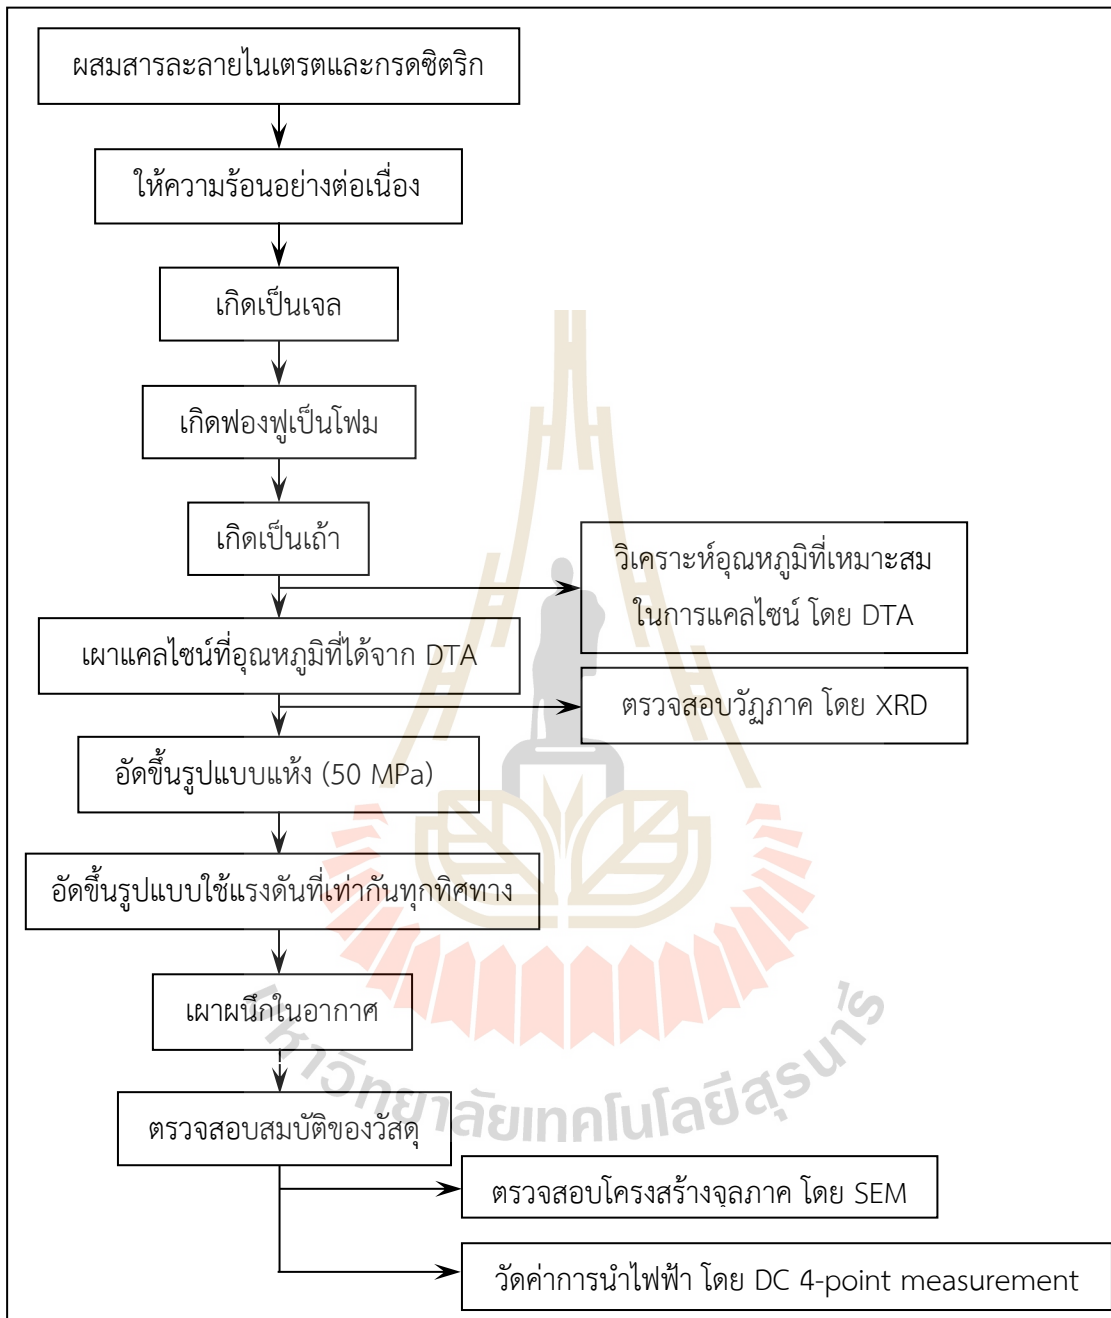 ผสมสารละลายไนเตรตและกรดซิตริก
ให้ความร้อนอย่างต่อเนื่อง
เกิดเป็นเจล
เกิดฟองฟูเป็นโฟม
เกิดเป็นเถ้า
วิเคราะห์อุณหภูมิที่เหมาะสม
ในการแคลไซน์ โดย DTA
เผาแคลไซน์ที่อุณหภูมิที่ได้จาก DTA
ตรวจสอบวัฏภาค โดย XRD
อัดขึ้นรูปแบบแห้ง (50 MPa)
อัดขึ้นรูปแบบใช้แรงดันที่เท่ากันทุกทิศทาง
เผาผนึกในอากาศ
มหาวิทยาลัยเทคโนโลยีสุรนารี
ตรวจสอบสมบัติของวัสดุ
ตรวจสอบโครงสร้างจุลภาค โดย SEM
วัดค่าการนำไฟฟ้า โดย DC 4-point measurement